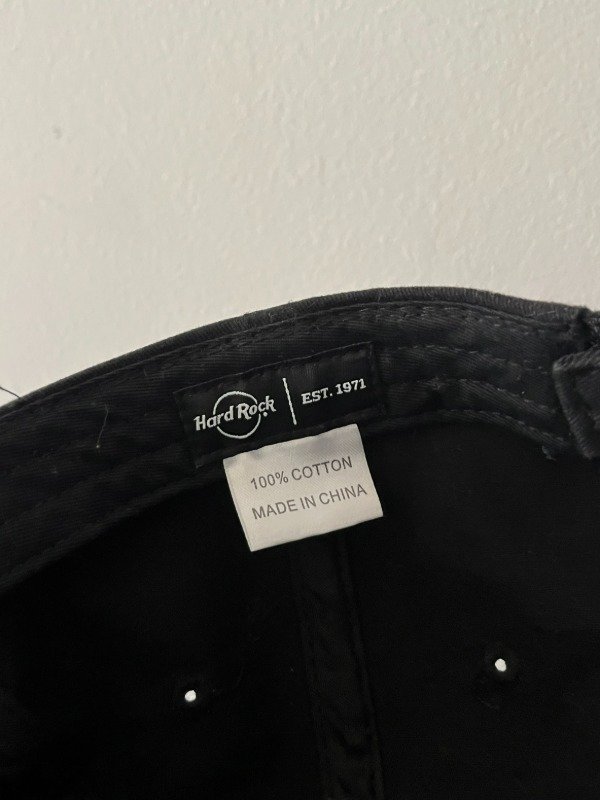 Hard Rock
EST. 1971
100% COTTON
MADE IN CHINA